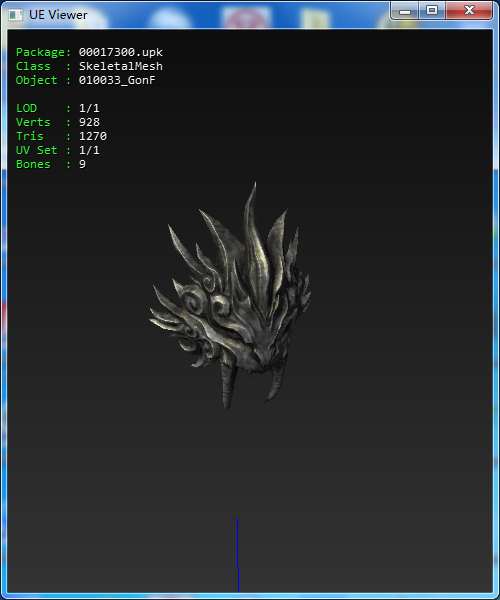 UE Viewer
Package: 00017300.upk
Class : SkeletalMesh
Object : 010033_GonF
LOD : 1/1
Verts : 928
Tris : 1270
UV Set : 1/1
Bones : 9